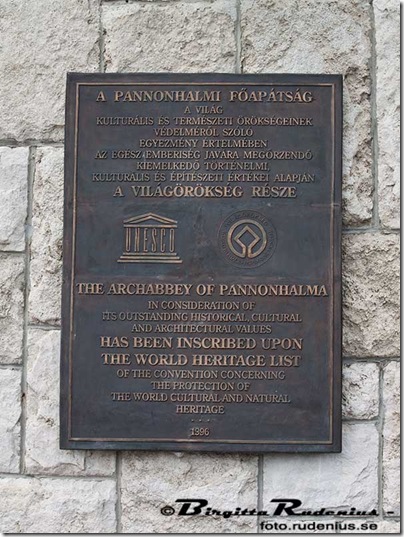 A PANNONHALMI FŐAPÁTSÁG
A VILÁG
KULTURÁLIS ÉS TERMÉSZETI ÖRÖKSÉGEINEK
VÉDELMÉRŐL SZÓLÓ
EGYEZMÉNY ÉRTELMÉBEN
AZ EGÉSZ EMBERISÉG JAVÁRA MEGŐRZENDŐ
KIEMELKEDŐ TÖRTÉNELMI,
KULTURÁLIS ÉS ÉPÍTÉSZETI ÉRTÉKEI ALAPJÁN
A VILÁGÖRÖKSÉG RÉSZE
UNESCO
THE ARCHABBEY OF PANNONHALMA
IN CONSIDERATION OF
ITS OUTSTANDING HISTORICAL, CULTURAL
AND ARCHITECTURAL VALUES
HAS BEEN INSCRIBED UPON
THE WORLD HERITAGE LIST
OF THE CONVENTION CONCERNING
THE PROTECTION OF
THE WORLD CULTURAL AND NATURAL
HERITAGE
- - -
1996
- © Birgitta Rudenius -
foto.rudenius.se